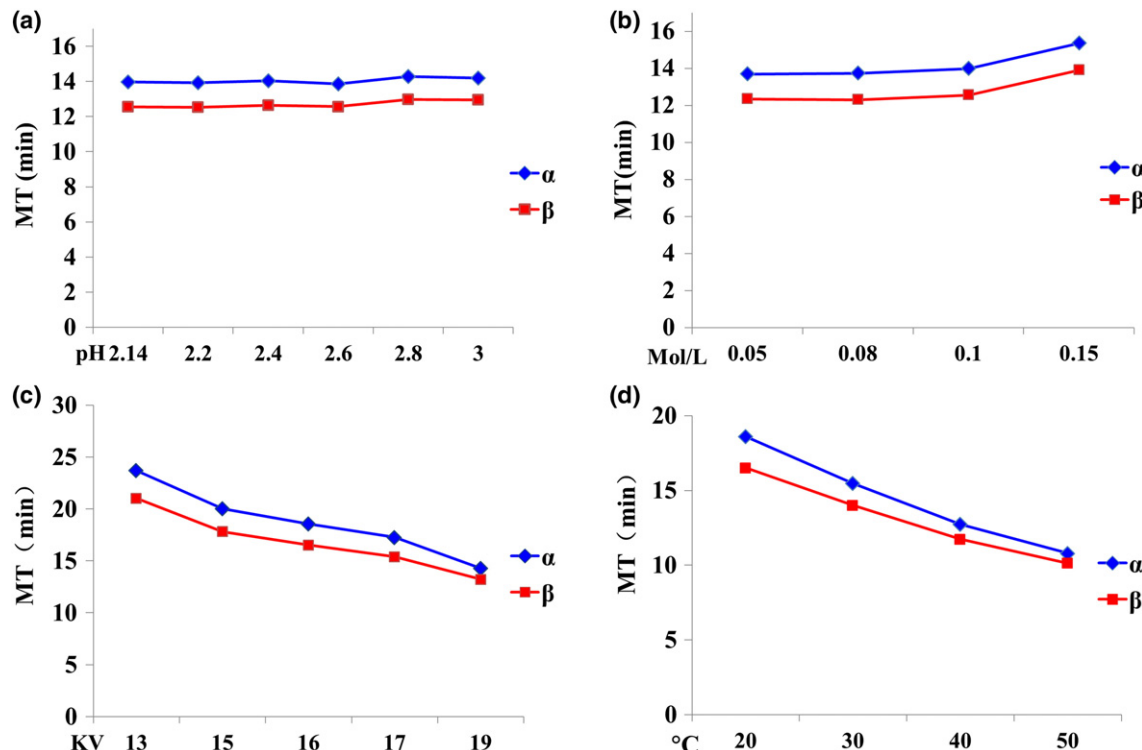 (a)
16
14
12
10
8
6
4
2
0
MT (min)
pH 2.14 2.2 2.4 2.6 2.8 3
α
β
(b)
16
14
12
10
8
6
4
2
0
MT(min)
Mol/L 0.05 0.08 0.1 0.15
α
β
(c)
30
25
20
15
10
5
0
MT（min）
KV 13 15 16 17 19
α
β
(d)
20
15
10
5
0
MT（min）
°C 20 30 40 50
α
β